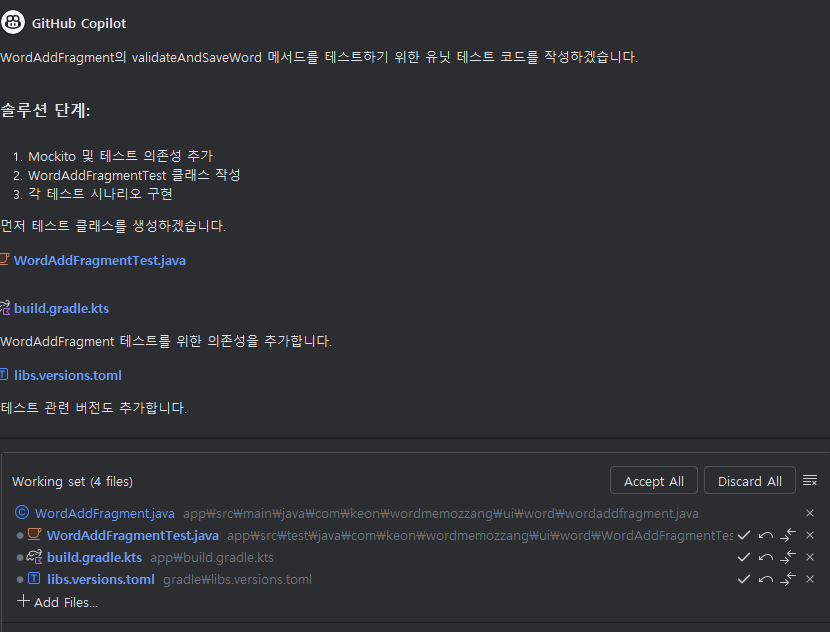 GitHub Copilot
WordAddFragment의 validateAndSaveWord 메서드를 테스트하기 위한 유닛 테스트 코드를 작성하겠습니다.
솔루션 단계:
1. Mockito 및 테스트 의존성 추가
2. WordAddFragmentTest 클래스 작성
3. 각 테스트 시나리오 구현
먼저 테스트 클래스를 생성하겠습니다.
WordAddFragmentTest.java
build.gradle.kts
WordAddFragment 테스트를 위한 의존성을 추가합니다.
libs.versions.toml
테스트 관련 버전도 추가합니다.
Working set (4 files) Accept All Discard All
WordAddFragment.java app₩src₩main₩java₩com₩keon₩wordmemozzang₩ui₩word₩wordaddfragment.java
WordAddFragmentTest.java app₩src₩test₩java₩com₩keon₩wordmemozzang₩ui₩word₩WordAddFragmentTes
build.gradle.kts app₩build.gradle.kts
libs.versions.toml gradle₩libs.versions.toml
Add Files...